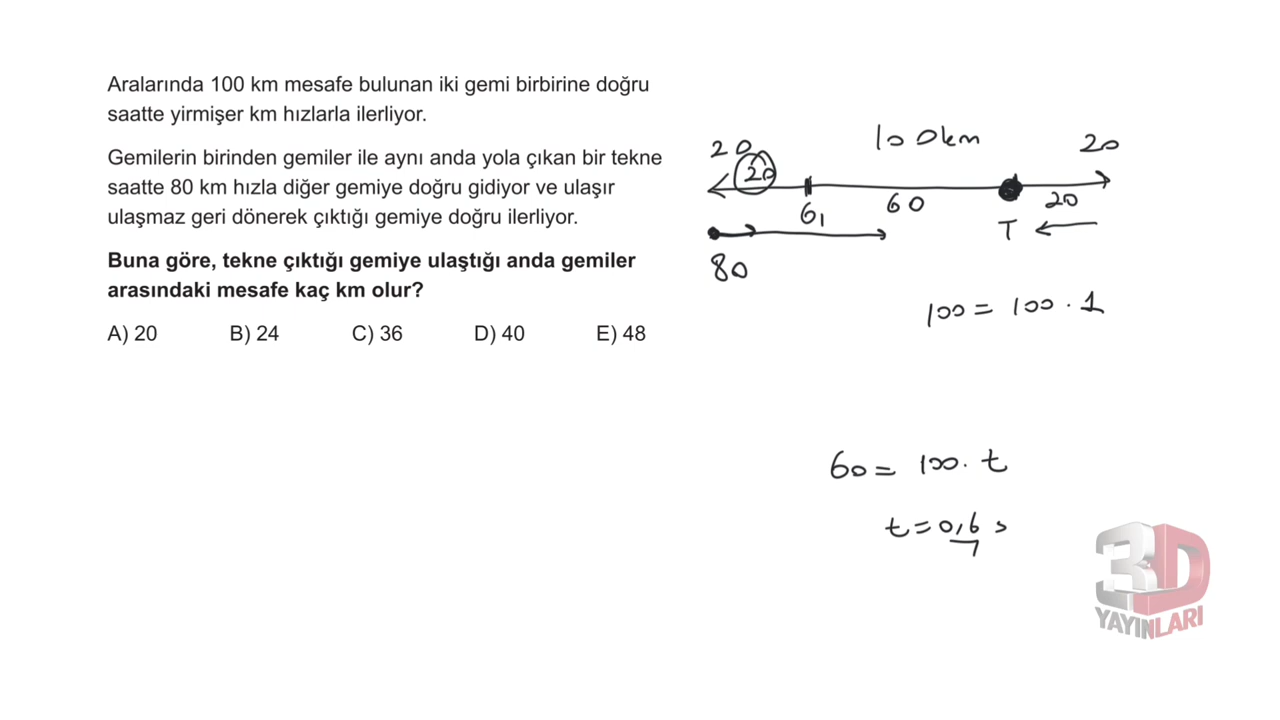 Aralarında 100 km mesafe bulunan iki gemi birbirine doğru
saatte yirmişer km hızlarla ilerliyor.
Gemilerin birinden gemiler ile aynı anda yola çıkan bir tekne
saatte 80 km hızla diğer gemiye doğru gidiyor ve ulaşır
ulaşmaz geri dönerek çıktığı gemiye doğru ilerliyor.
Buna göre, tekne çıktığı gemiye ulaştığı anda gemiler
arasındaki mesafe kaç km olur?
A) 20 B) 24 C) 36 D) 40 E) 48
20 100km 20
20
6, 60 20
T
80
100 = 100 . 1
60 = 100 . t
t = 0,6 s
3D
YAYINLARI